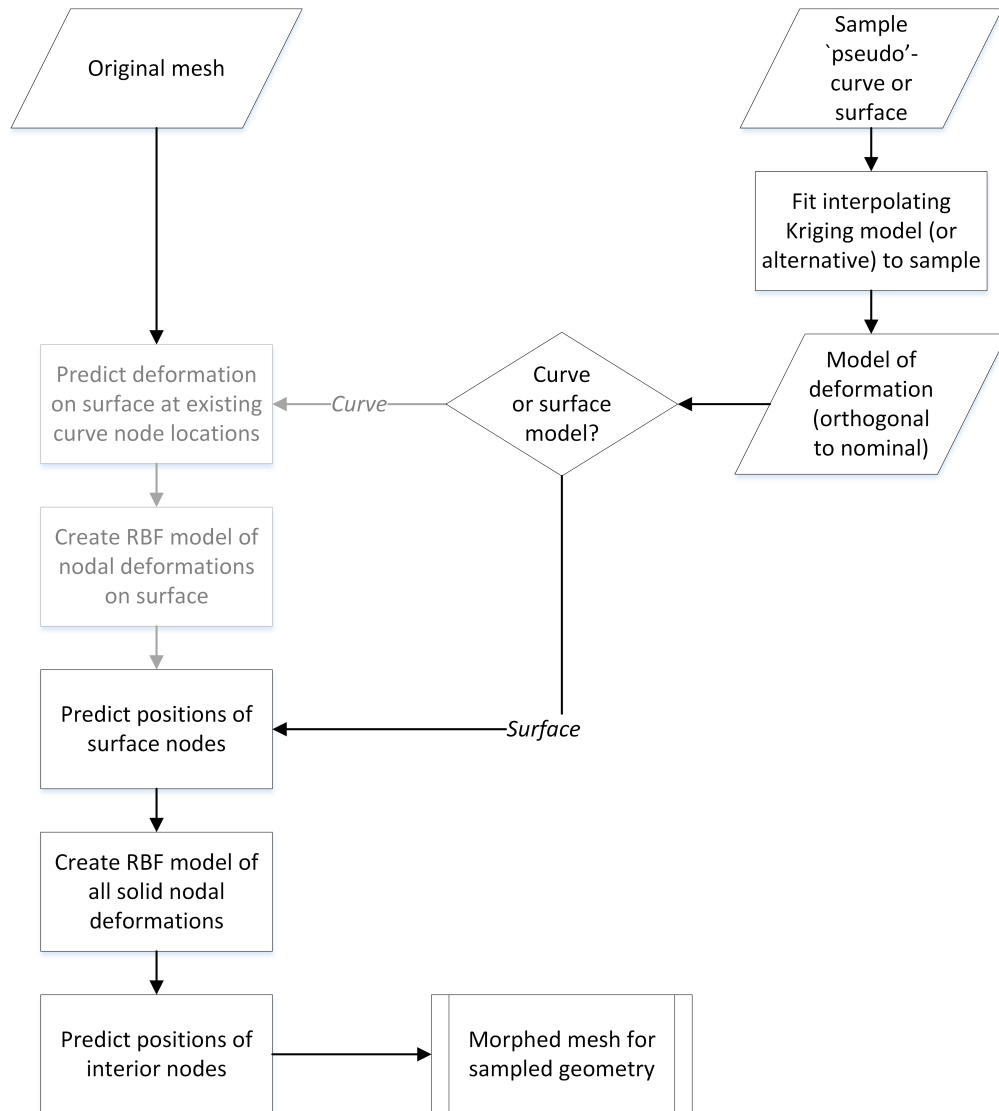 Original mesh
Sample
`pseudo’-
curve or
surface
Fit interpolating
Kriging model (or
alternative) to sample
Model of
deformation
(orthogonal
to nominal)
Curve
or surface
model?
Curve
Predict deformation
on surface at existing
curve node locations
Create RBF model of
nodal deformations
on surface
Surface
Predict positions of
surface nodes
Create RBF model of
all solid nodal
deformations
Predict positions of
interior nodes
Morphed mesh for
sampled geometry